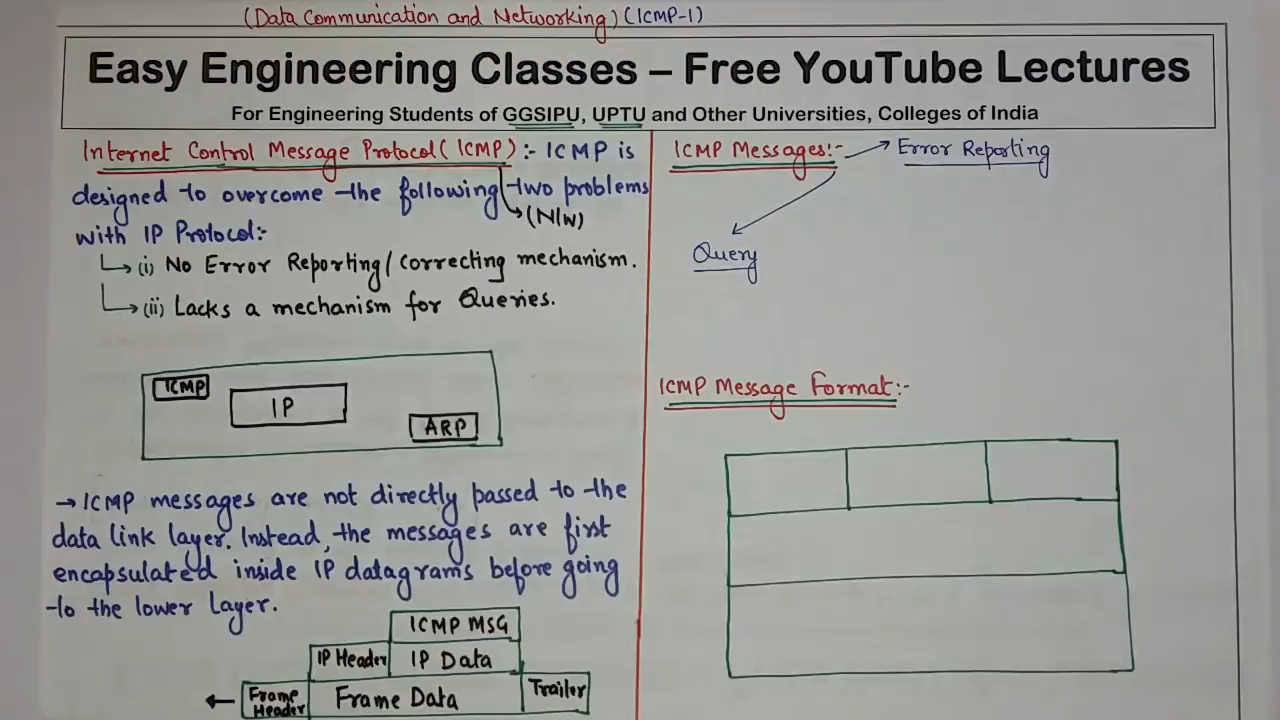 (Data Communication and Networking) (ICMP-1)
Easy Engineering Classes – Free YouTube Lectures
For Engineering Students of GGSIPU, UPTU and Other Universities, Colleges of India
Internet Control Message Protocol (ICMP) :- ICMP is
designed to overcome the following two problems
(N/W)
with IP Protocol:-
(i) No Error Reporting/Correcting mechanism.
(ii) Lacks a mechanism for Queries.
ICMP
IP
ARP
→ ICMP messages are not directly passed to the
data link layer. Instead, the messages are first
encapsulated inside IP datagrams before going
to the lower layer.
ICMP MSG
IP Header IP Data
Frame Header Frame Data Trailer
ICMP Messages:- Error Reporting
Query
ICMP Message Format:-